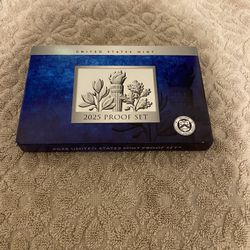 UNITED STATES MINT
2025 PROOF SET
2025 UNITED STATES MINT PROOF SET